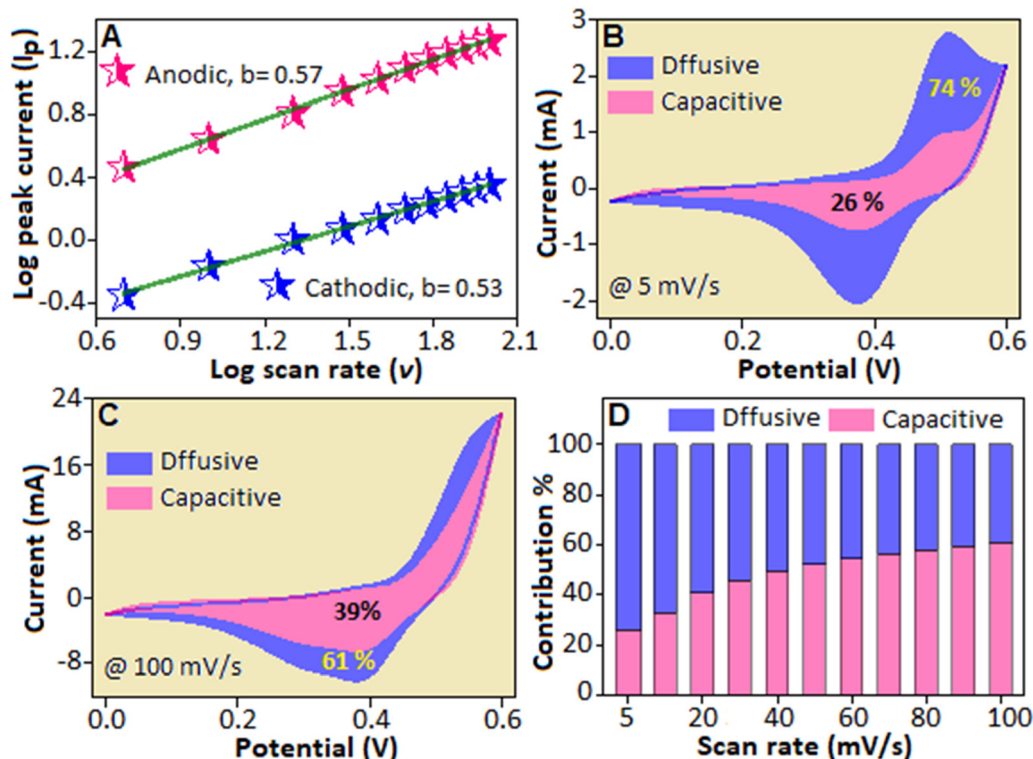 A
Log peak current (Ip)
1.2
0.8
0.4
0.0
-0.4
Anodic, b= 0.57
Cathodic, b= 0.53
0.6 0.9 1.2 1.5 1.8 2.1
Log scan rate (v)
B
Current (mA)
3
2
1
0
-1
-2
Dffusive
Capacitive
74 %
26 %
@ 5 mV/s
0.0 0.2 0.4 0.6
Potential (V)
C
Current (mA)
24
16
8
0
-8
Dffusive
Capacitive
39%
61 %
@ 100 mV/s
0.0 0.2 0.4 0.6
Potential (V)
D
Dffusive Capacitive
Contribution %
100
80
60
40
20
0
5 20 40 60 80 100
Scan rate (mV/s)